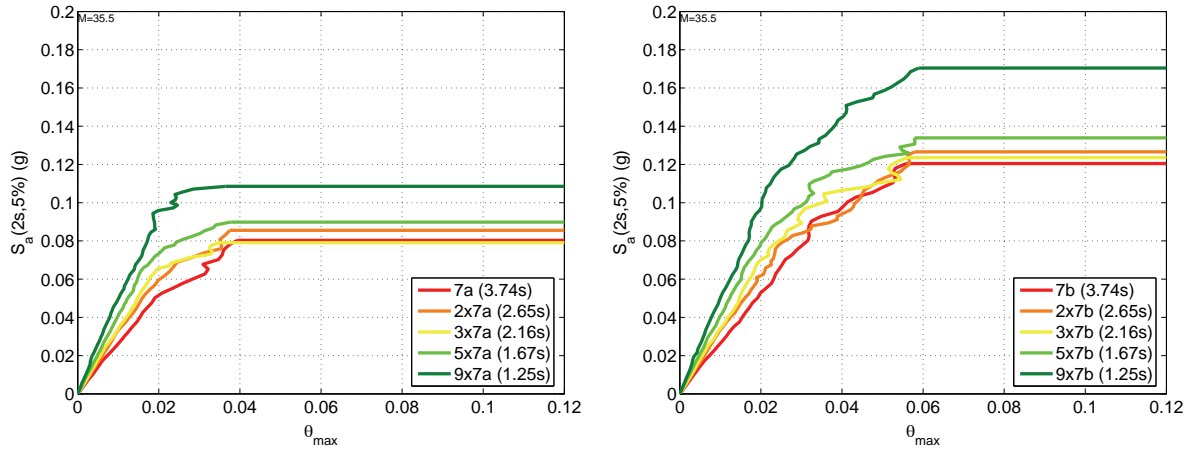 M=35.5
0.2
0.18
0.16
0.14
0.12
0.1
0.08
0.06
0.04
0.02
0
S_a(2s,5%) (g)
7a (3.74s)
2x7a (2.65s)
3x7a (2.16s)
5x7a (1.67s)
9x7a (1.25s)
0 0.02 0.04 0.06 0.08 0.1 0.12
θ_max
M=35.5
0.2
0.18
0.16
0.14
0.12
0.1
0.08
0.06
0.04
0.02
0
S_a(2s,5%) (g)
7b (3.74s)
2x7b (2.65s)
3x7b (2.16s)
5x7b (1.67s)
9x7b (1.25s)
0 0.02 0.04 0.06 0.08 0.1 0.12
θ_max